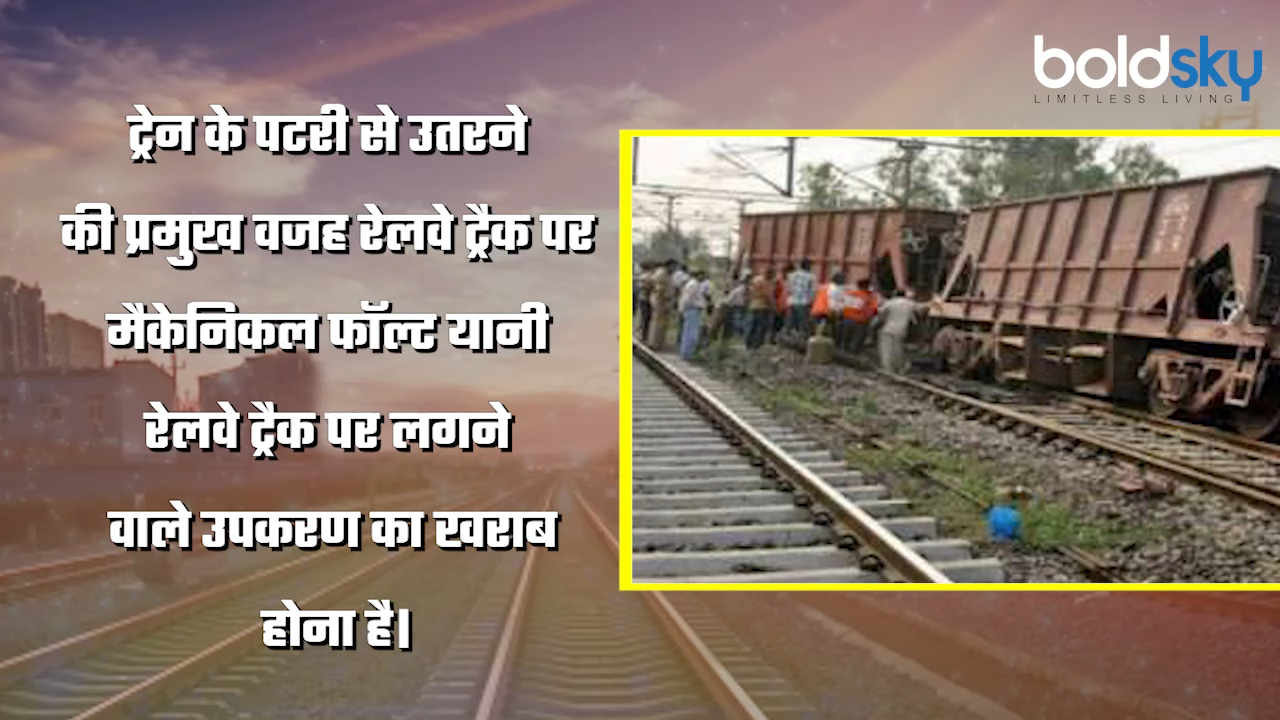 boldsky
LIMITLESS LIVING
ट्रेन के पटरी से उतरने
की प्रमुख वजह रेलवे ट्रैक पर
मैकेनिकल फॉल्ट यानी
रेलवे ट्रैक पर लगने
वाले उपकरण का खराब
होना है।